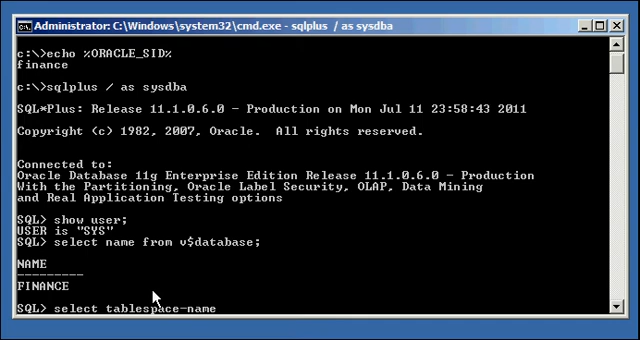 Administrator: C:\Windows\system32\cmd.exe - sqlplus / as sysdba
c:\>echo %ORACLE_SID%
finance
c:\>sqlplus / as sysdba
SQL*Plus: Release 11.1.0.6.0 - Production on Mon Jul 11 23:58:43 2011
Copyright (c) 1982, 2007, Oracle.  All rights reserved.
Connected to:
Oracle Database 11g Enterprise Edition Release 11.1.0.6.0 - Production
With the Partitioning, Oracle Label Security, OLAP, Data Mining
and Real Application Testing options
SQL> show user;
USER is "SYS"
SQL> select name from v$database;
NAME
---------
FINANCE
SQL> select tablespace-name